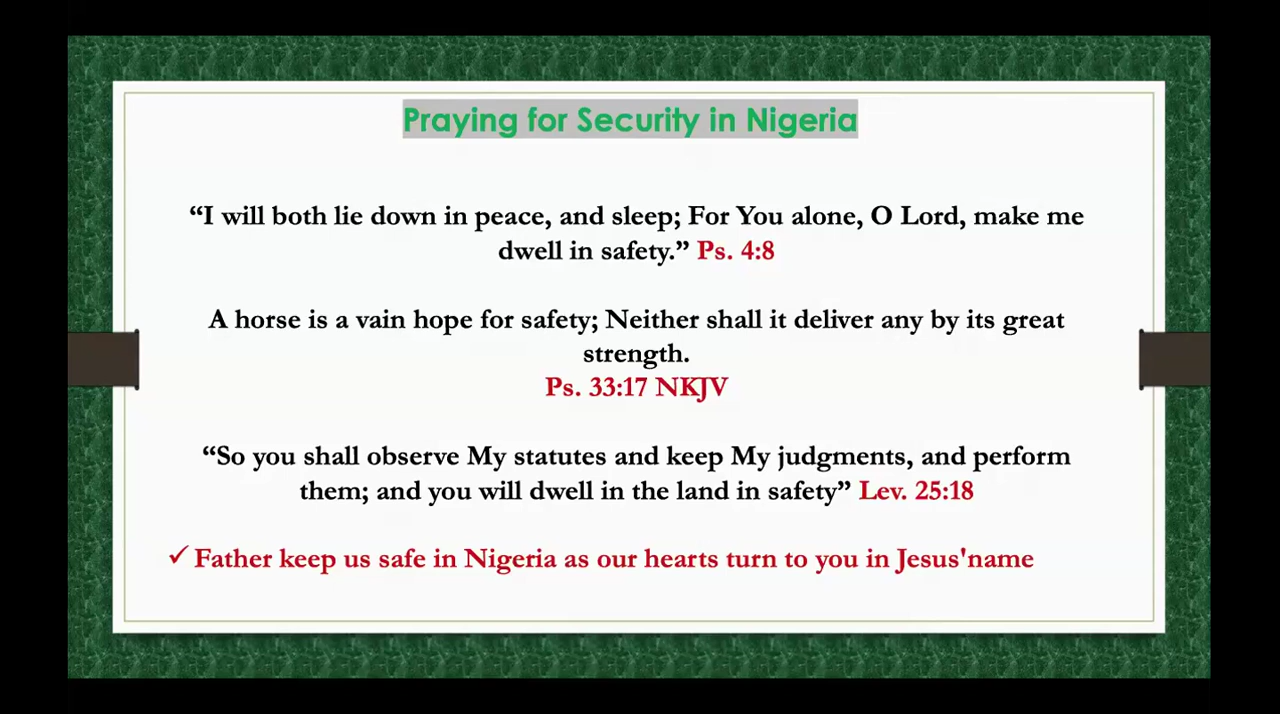 Praying for Security in Nigeria
“I will both lie down in peace, and sleep; For You alone, O Lord, make me
dwell in safety.” Ps. 4:8
A horse is a vain hope for safety; Neither shall it deliver any by its great
strength.
Ps. 33:17 NKJV
“So you shall observe My statutes and keep My judgments, and perform
them; and you will dwell in the land in safety” Lev. 25:18
✓ Father keep us safe in Nigeria as our hearts turn to you in Jesus'name